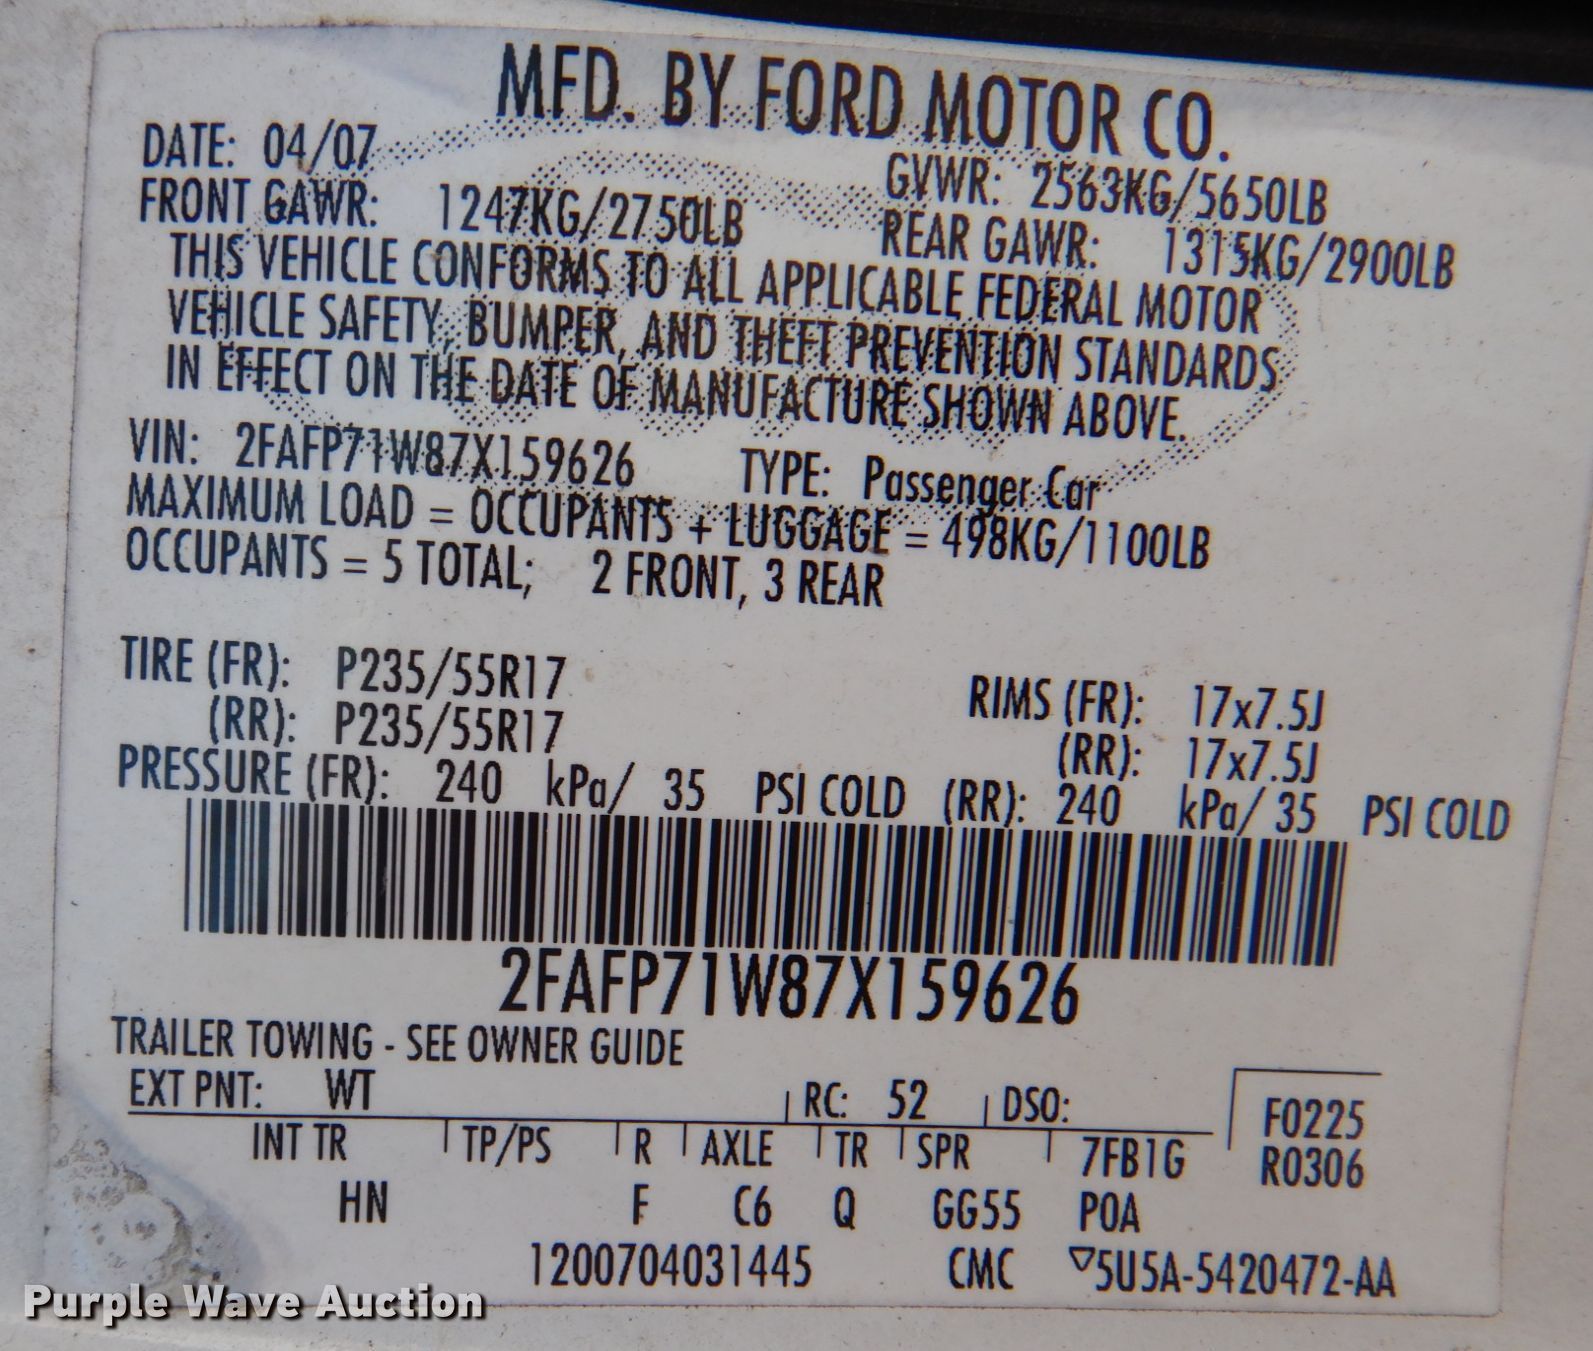 MFD. BY FORD MOTOR CO.
DATE: 04/07 GVWR: 2563KG/5650LB
FRONT GAWR: 1247KG/2750LB REAR GAWR: 1315KG/2900LB
THIS VEHICLE CONFORMS TO ALL APPLICABLE FEDERAL MOTOR
VEHICLE SAFETY, BUMPER, AND THEFT PREVENTION STANDARDS
IN EFFECT ON THE DATE OF MANUFACTURE SHOWN ABOVE.
VIN: 2FAFP71W87X159626 TYPE: Passenger Car
MAXIMUM LOAD = OCCUPANTS + LUGGAGE = 498KG/1100LB
OCCUPANTS = 5 TOTAL; 2 FRONT, 3 REAR
TIRE (FR): P235/55R17 RIMS (FR): 17x7.5J
(RR): P235/55R17 (RR): 17x7.5J
PRESSURE (FR): 240 kPa/ 35 PSI COLD (RR): 240 kPa/ 35 PSI COLD
2FAFP71W87X159626
TRAILER TOWING - SEE OWNER GUIDE
EXT PNT: WT RC: 52 DSO: F0225
INT TR TP/PS R AXLE TR SPR 7FB1G R0306
HN F C6 Q GG55 POA
1200704031445 CMC ▽5U5A-5420472-AA
Purple Wave Auction